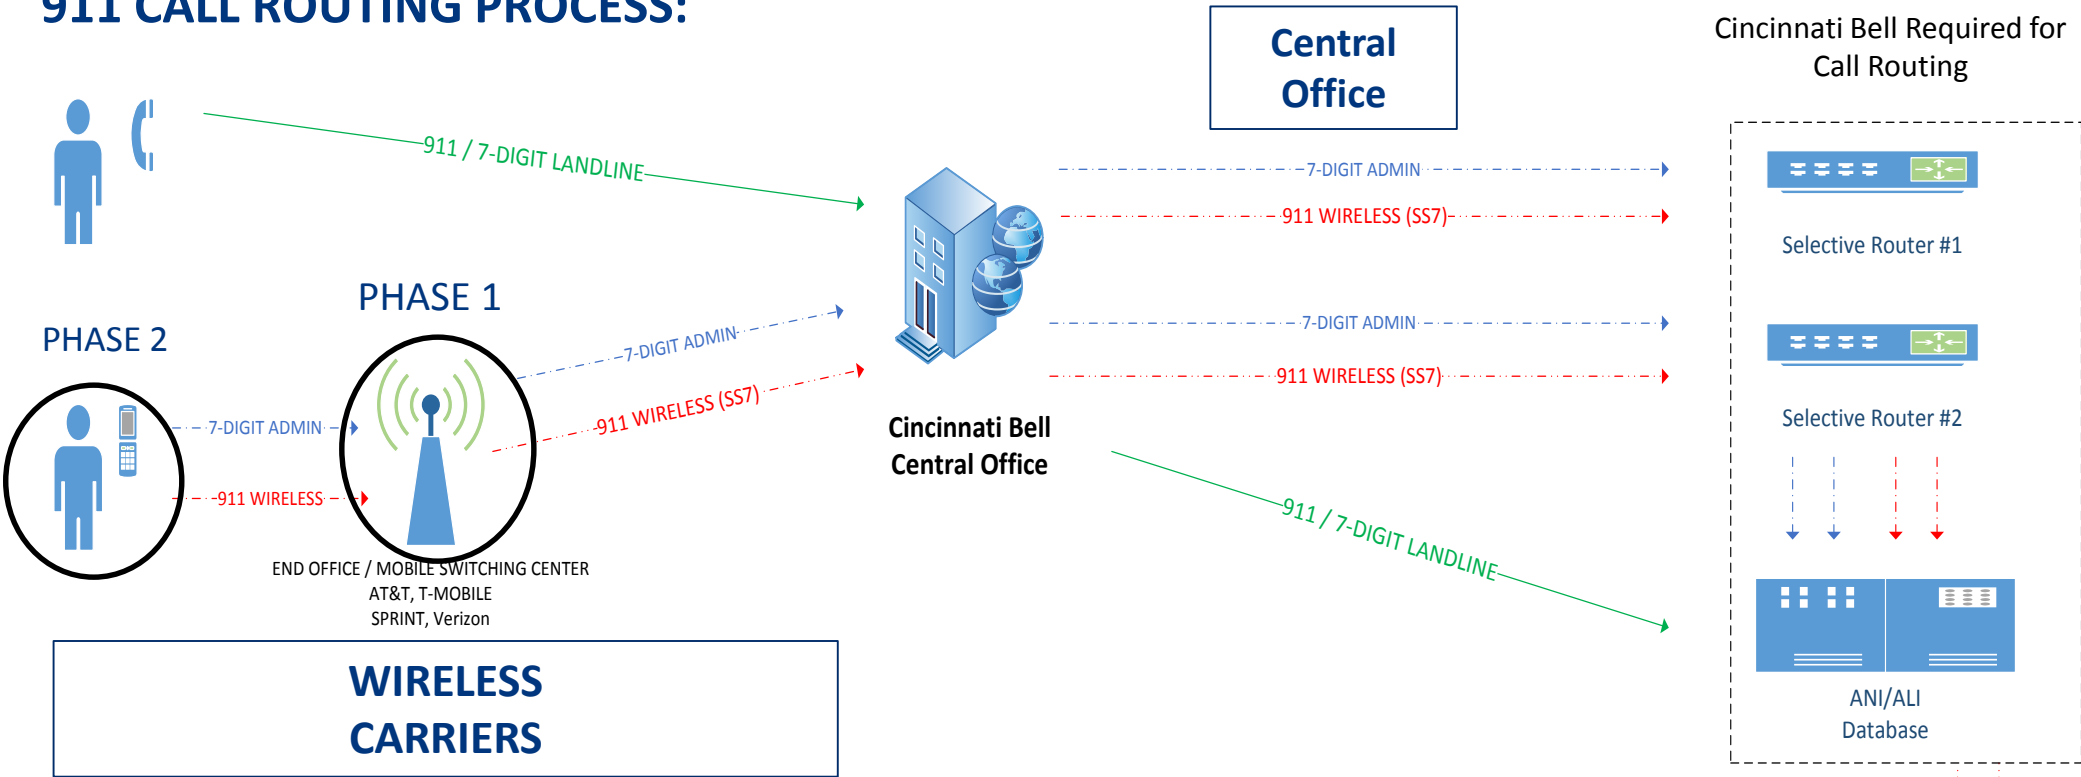 911 CALL ROUTING PROCESS:
Central
Office
Cincinnati Bell Required for
Call Routing
911 / 7-DIGIT LANDLINE
7-DIGIT ADMIN
911 WIRELESS (SS7)
Selective Router #1
PHASE 1
PHASE 2
7-DIGIT ADMIN
911 WIRELESS (SS7)
7-DIGIT ADMIN
911 WIRELESS (SS7)
Selective Router #2
7-DIGIT ADMIN
911 WIRELESS
Cincinnati Bell
Central Office
911 / 7-DIGIT LANDLINE
END OFFICE / MOBILE SWITCHING CENTER
AT&T, T-MOBILE
SPRINT, Verizon
WIRELESS
CARRIERS
ANI/ALI
Database